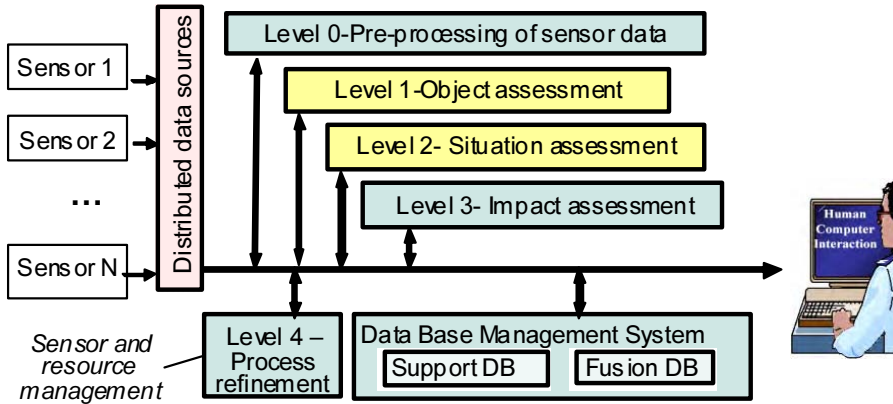 Sensor 1
Sensor 2
...
Sensor N
Distributed data sources
Level 0-Pre-processing of sensor data
Level 1-Object assessment
Level 2- Situation assessment
Level 3- Impact assessment
Human
Computer
Interaction
Sensor and
resource
management
Level 4 –
Process
refinement
Data Base Management System
Support DB
Fusion DB